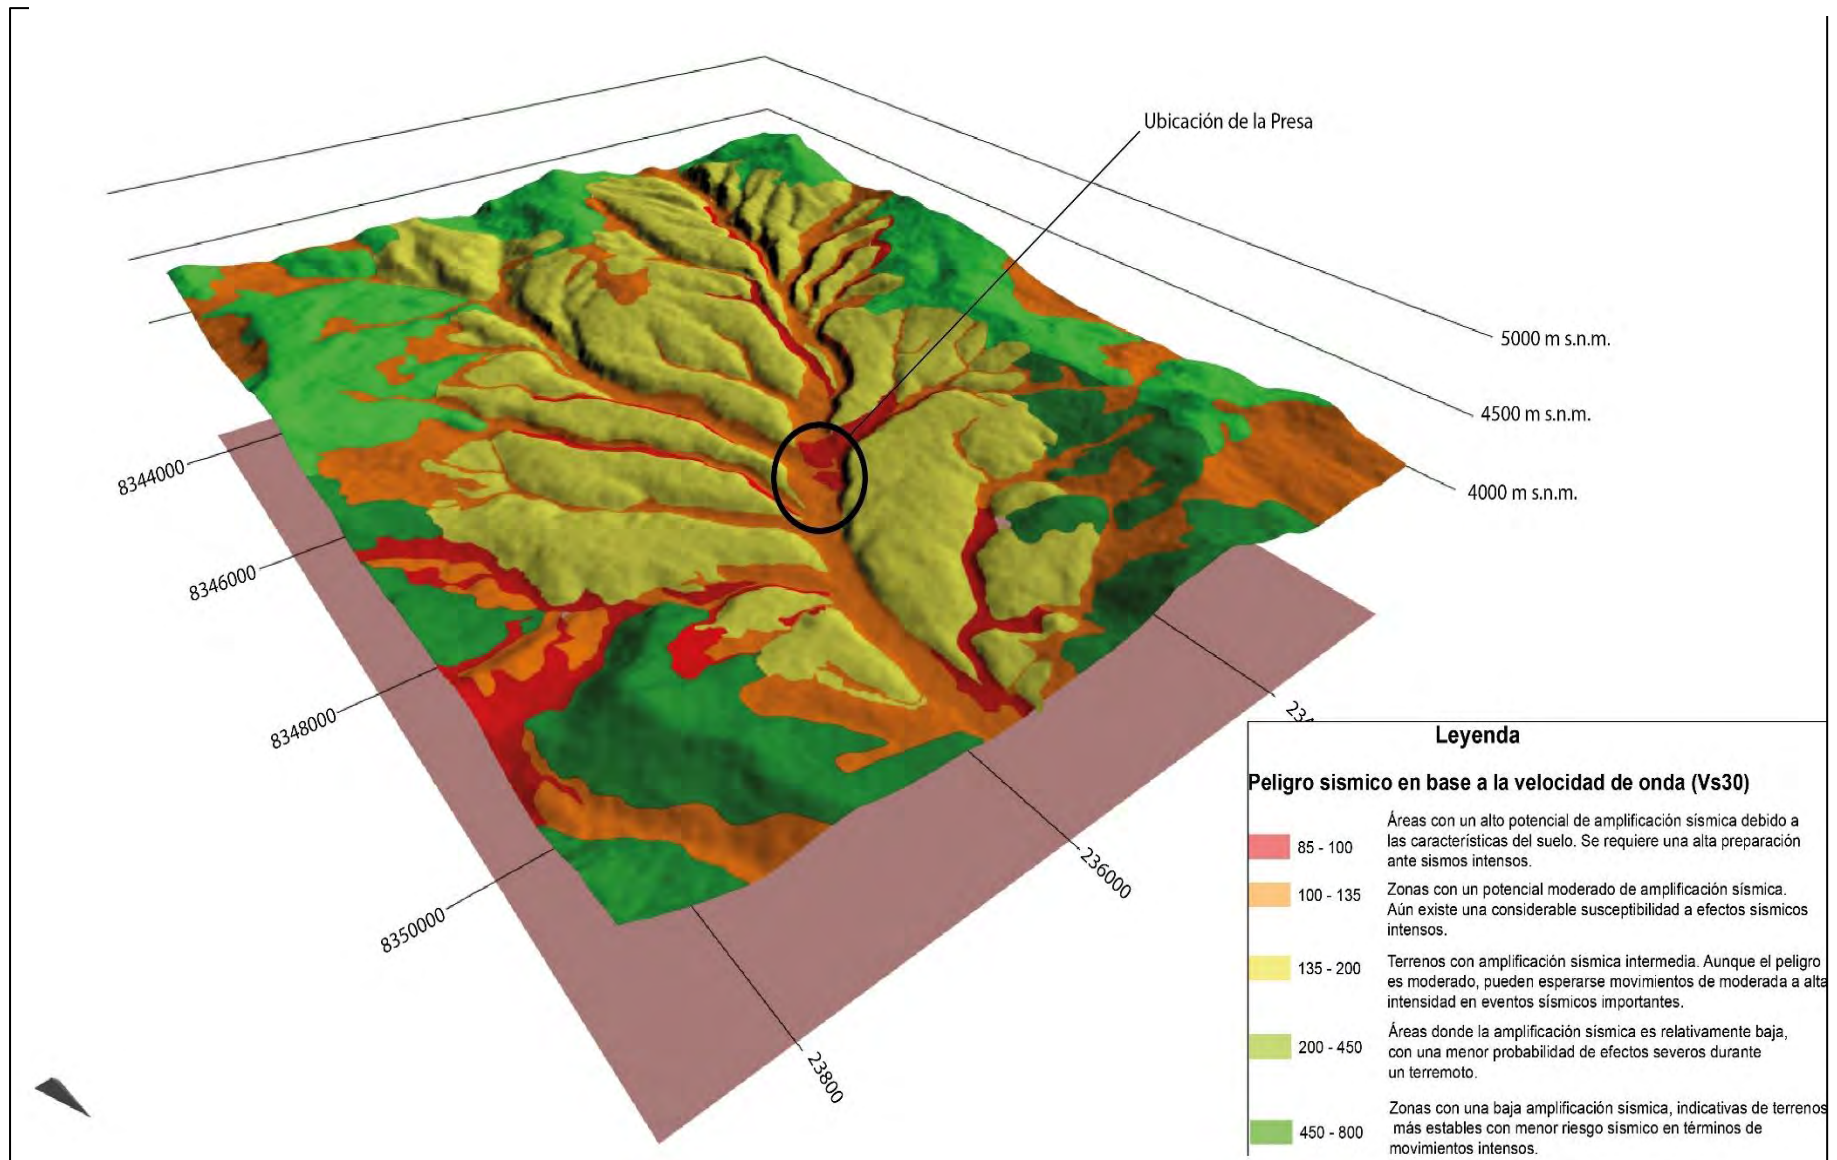 Ubicación de la Presa
5000 m s.n.m.
4500 m s.n.m.
4000 m s.n.m.
8344000
8346000
8348000
8350000
236000
23800
Leyenda
Peligro sismico en base a la velocidad de onda (Vs30)
85 - 100
Áreas con un alto potencial de amplificación sísmica debido a
las características del suelo. Se requiere una alta preparación
ante sismos intensos.
100 - 135
Zonas con un potencial moderado de amplificación sísmica.
Aún existe una considerable susceptibilidad a efectos sísmicos
intensos.
135 - 200
Terrenos con amplificación sísmica intermedia. Aunque el peligro
es moderado, pueden esperarse movimientos de moderada a alta
intensidad en eventos sísmicos importantes.
200 - 450
Áreas donde la amplificación sísmica es relativamente baja,
con una menor probabilidad de efectos severos durante
un terremoto.
450 - 800
Zonas con una baja amplificación sísmica, indicativas de terrenos
más estables con menor riesgo sísmico en términos de
movimientos intensos.